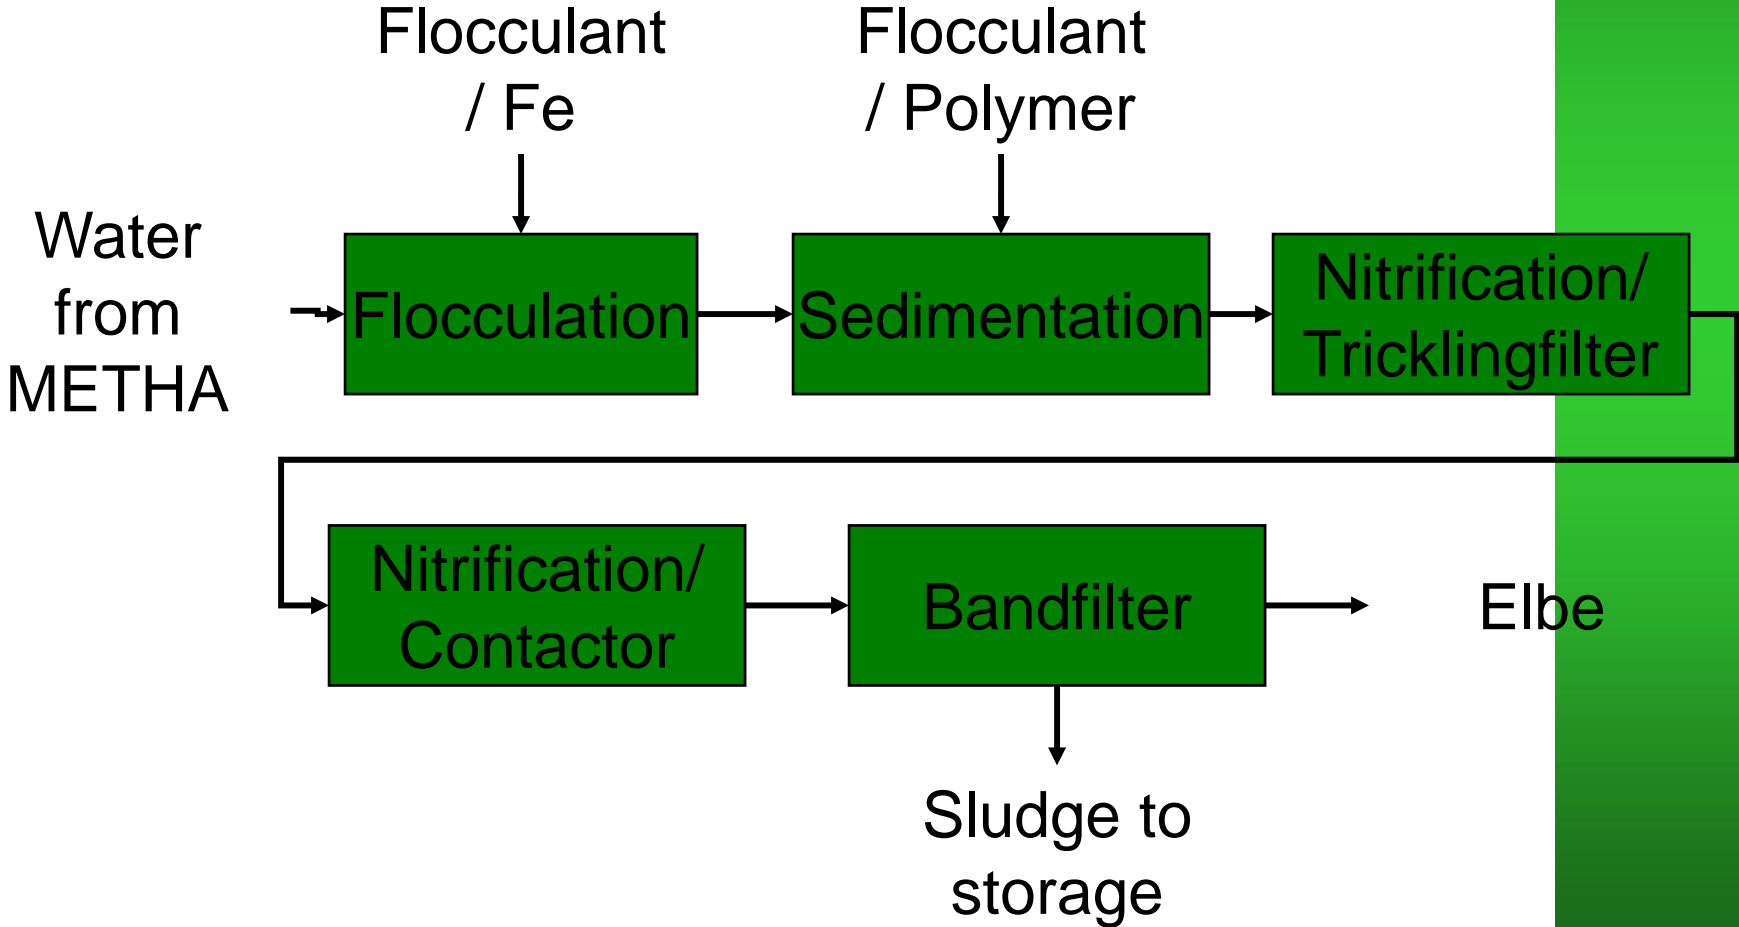 Flocculant
/ Fe
Flocculant
/ Polymer
Water
from
METHA
Flocculation
Sedimentation
Nitrification/
Tricklingfilter
Nitrification/
Contactor
Bandfilter
Elbe
Sludge to
storage